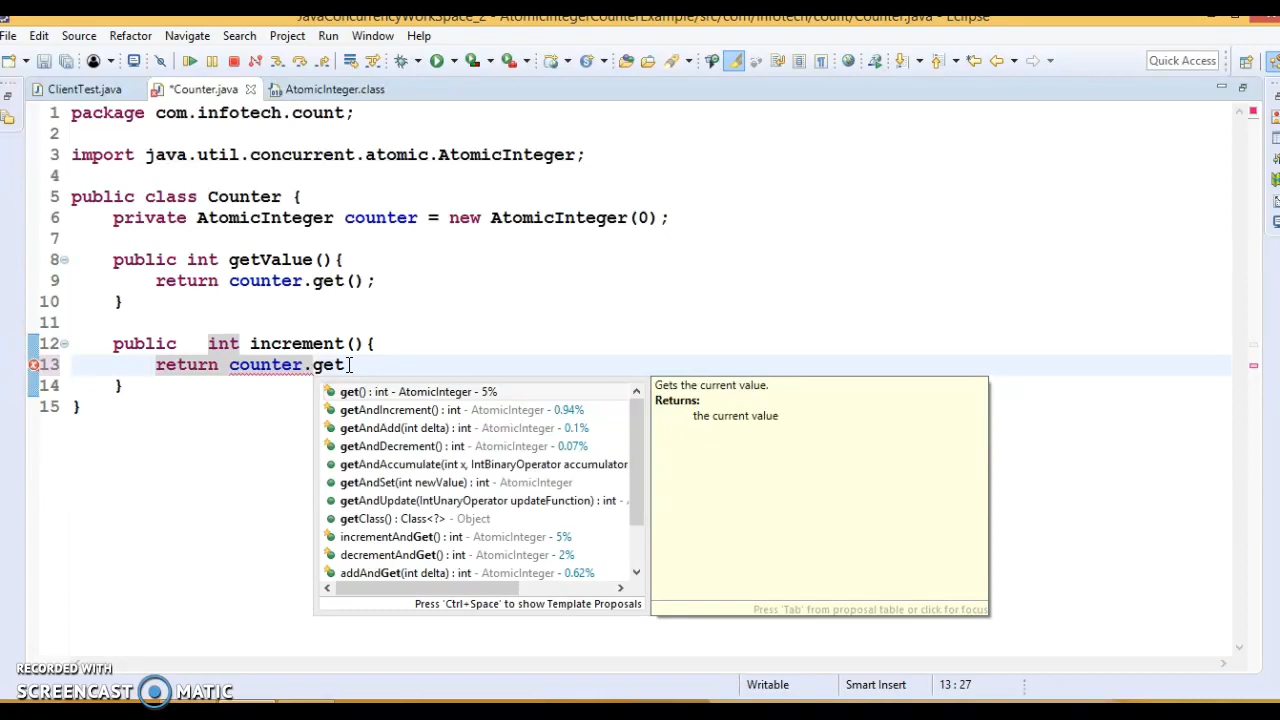 JavaConcurrencyWorkSpace_2 - AtomicIntegerCounterExample/src/com/infotech/count/Counter.java - Eclipse
File Edit Source Refactor Navigate Search Project Run Window Help
Quick Access
ClientTest.java *Counter.java AtomicInteger.class
1 package com.infotech.count;
2
3 import java.util.concurrent.atomic.AtomicInteger;
4
5 public class Counter {
6 private AtomicInteger counter = new AtomicInteger(0);
7
8 public int getValue(){
9 return counter.get();
10 }
11
12 public int increment(){
13 return counter.get
14 }
15 }
get() : int - AtomicInteger - 5%
getAndIncrement() : int - AtomicInteger - 0.94%
getAndAdd(int delta) : int - AtomicInteger - 0.1%
getAndDecrement() : int - AtomicInteger - 0.07%
getAndAccumulate(int x, IntBinaryOperator accumulator
getAndSet(int newValue) : int - AtomicInteger
getAndUpdate(IntUnaryOperator updateFunction) : int -
getClass() : Class<?> - Object
incrementAndGet() : int - AtomicInteger - 5%
decrementAndGet() : int - AtomicInteger - 2%
addAndGet(int delta) : int - AtomicInteger - 0.62%
Press 'Ctrl+Space' to show Template Proposals
Gets the current value.
Returns:
the current value
Press 'Tab' from proposal table or click for focus
RECORDED WITH
SCREENCAST MATIC
Writable Smart Insert 13 : 27